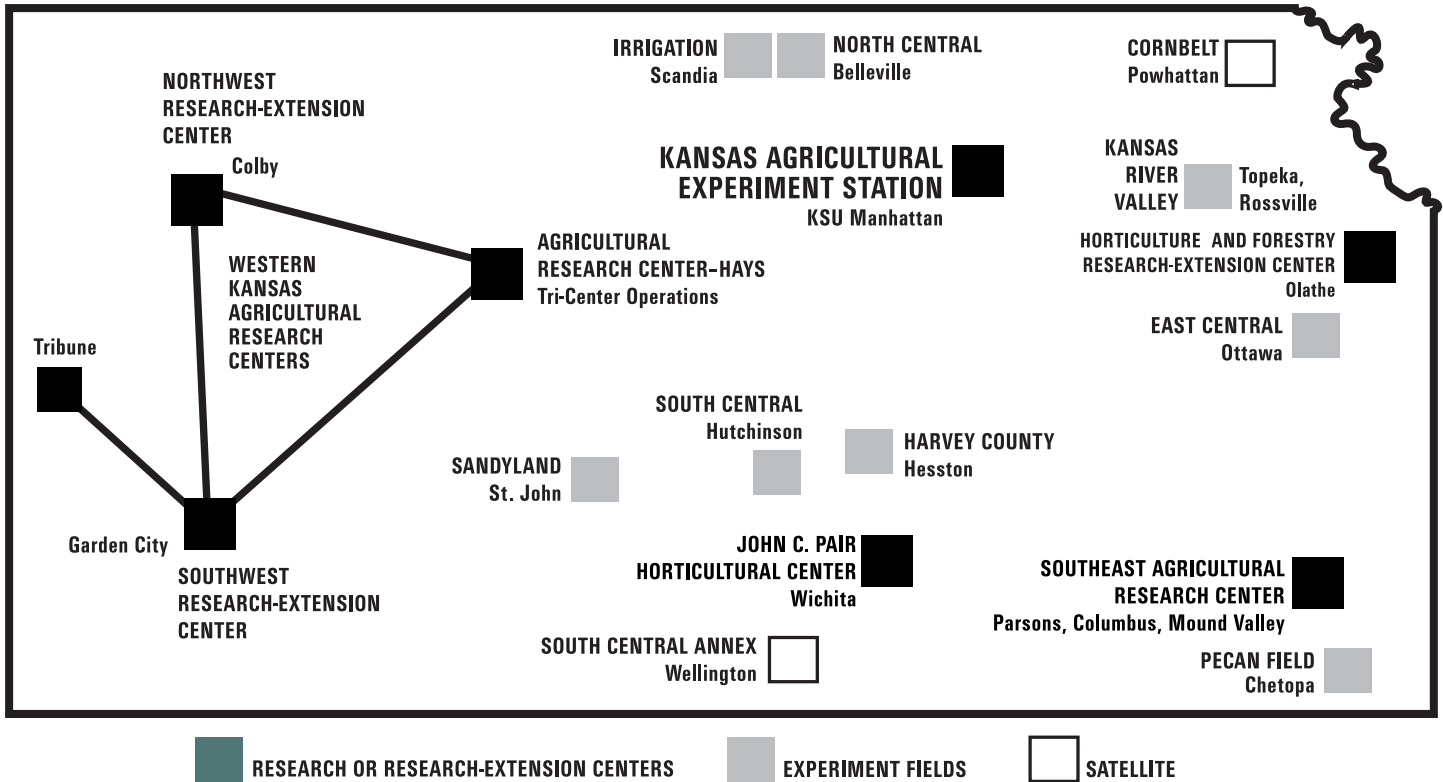 IRRIGATION
Scandia
NORTH CENTRAL
Belleville
CORNBELT
Powhattan
NORTHWEST
RESEARCH-EXTENSION
CENTER
Colby
KANSAS AGRICULTURAL
EXPERIMENT STATION
KSU Manhattan
KANSAS
RIVER
VALLEY
Topeka,
Rossville
AGRICULTURAL
RESEARCH CENTER–HAYS
Tri-Center Operations
HORTICULTURE AND FORESTRY
RESEARCH-EXTENSION CENTER
Olathe
WESTERN
KANSAS
AGRICULTURAL
RESEARCH
CENTERS
EAST CENTRAL
Ottawa
Tribune
SOUTH CENTRAL
Hutchinson
HARVEY COUNTY
Hesston
SANDYLAND
St. John
Garden City
SOUTHWEST
RESEARCH-EXTENSION
CENTER
JOHN C. PAIR
HORTICULTURAL CENTER
Wichita
SOUTHEAST AGRICULTURAL
RESEARCH CENTER
Parsons, Columbus, Mound Valley
SOUTH CENTRAL ANNEX
Wellington
PECAN FIELD
Chetopa
RESEARCH OR RESEARCH-EXTENSION CENTERS
EXPERIMENT FIELDS
SATELLITE